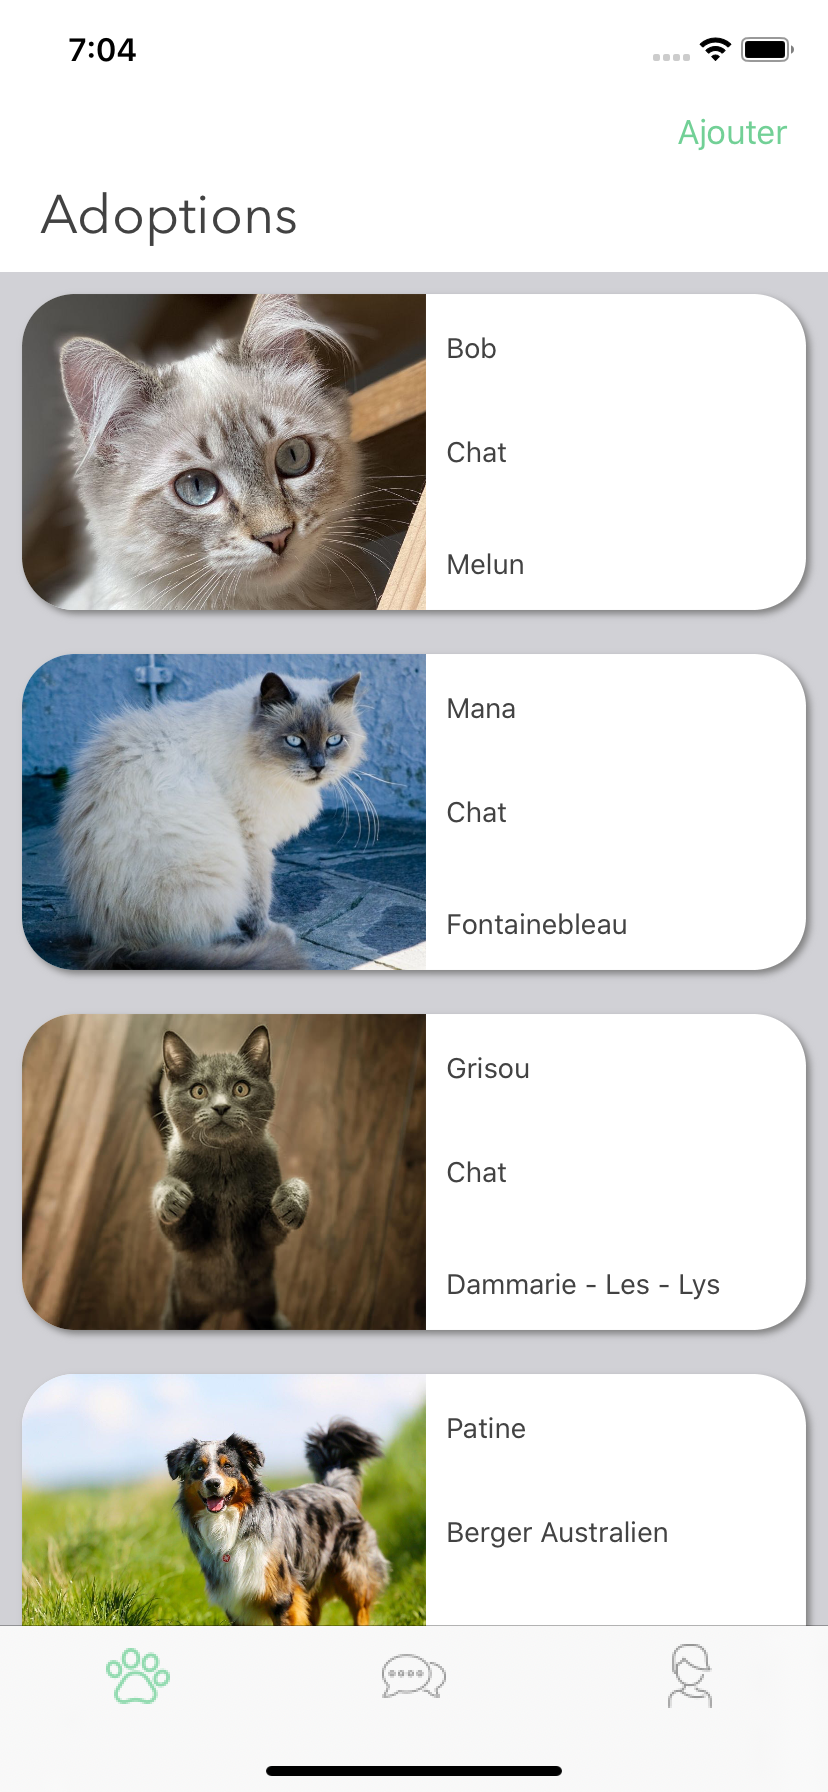 7:04
Ajouter
Adoptions
Bob
Chat
Melun
Mana
Chat
Fontainebleau
Grisou
Chat
Dammarie - Les - Lys
Patine
Berger Australien